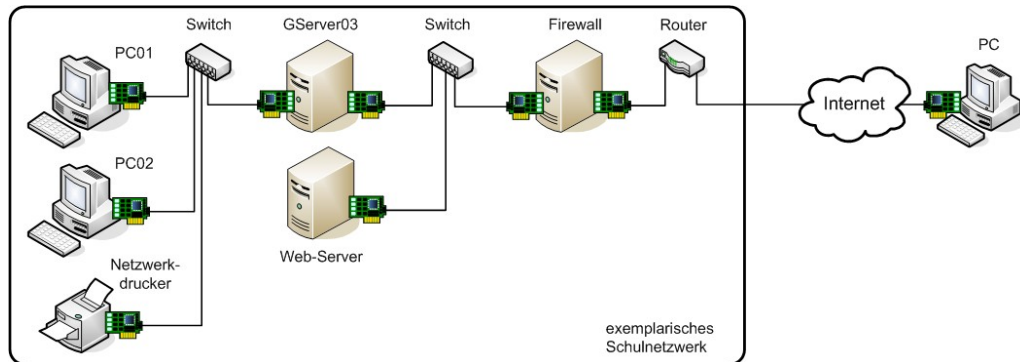 Switch
GServer03
Switch
Firewall
Router
PC01
PC
Internet
PC02
Web-Server
Netzwerk-
drucker
exemplarisches
Schulnetzwerk